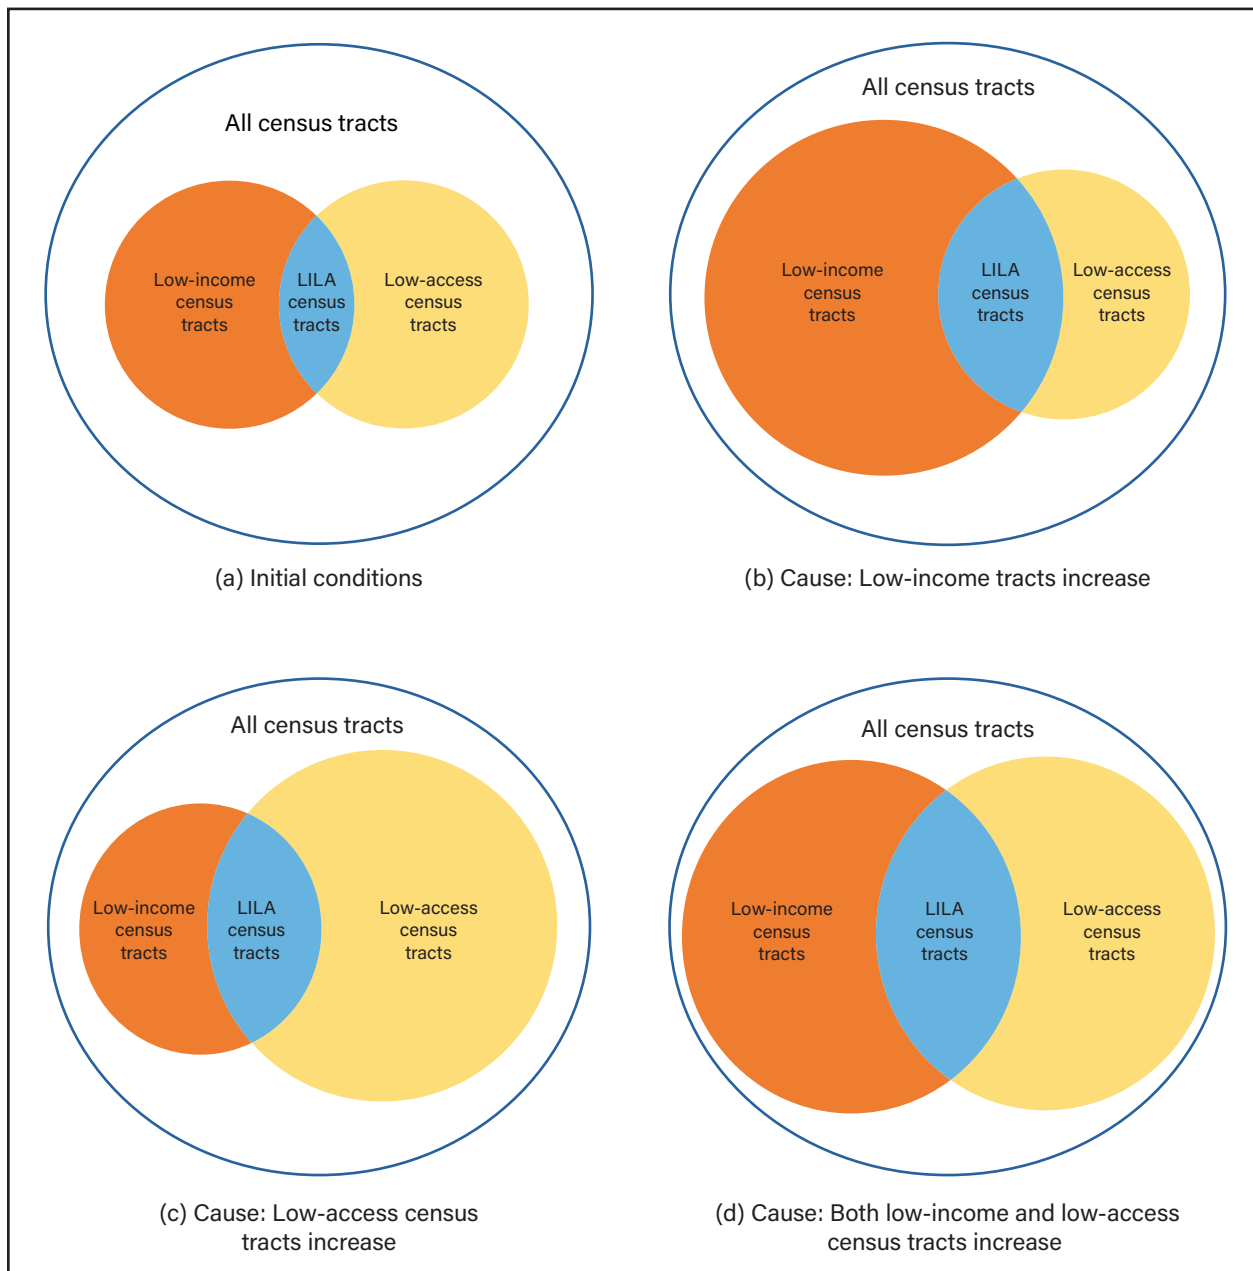 All census tracts
Low-income
census
tracts
LILA
census
tracts
Low-access
census
tracts
(a) Initial conditions
All census tracts
Low-income
census
tracts
LILA
census
tracts
Low-access
census
tracts
(b) Cause: Low-income tracts increase
All census tracts
Low-income
census
tracts
LILA
census
tracts
Low-access
census
tracts
(c) Cause: Low-access census
tracts increase
All census tracts
Low-income
census
tracts
LILA
census
tracts
Low-access
census
tracts
(d) Cause: Both low-income and low-access
census tracts increase